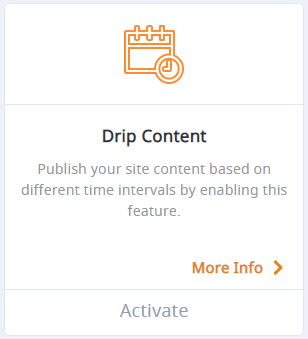 Drip Content
Publish your site content based on
different time intervals by enabling this
feature.
More Info
Activate